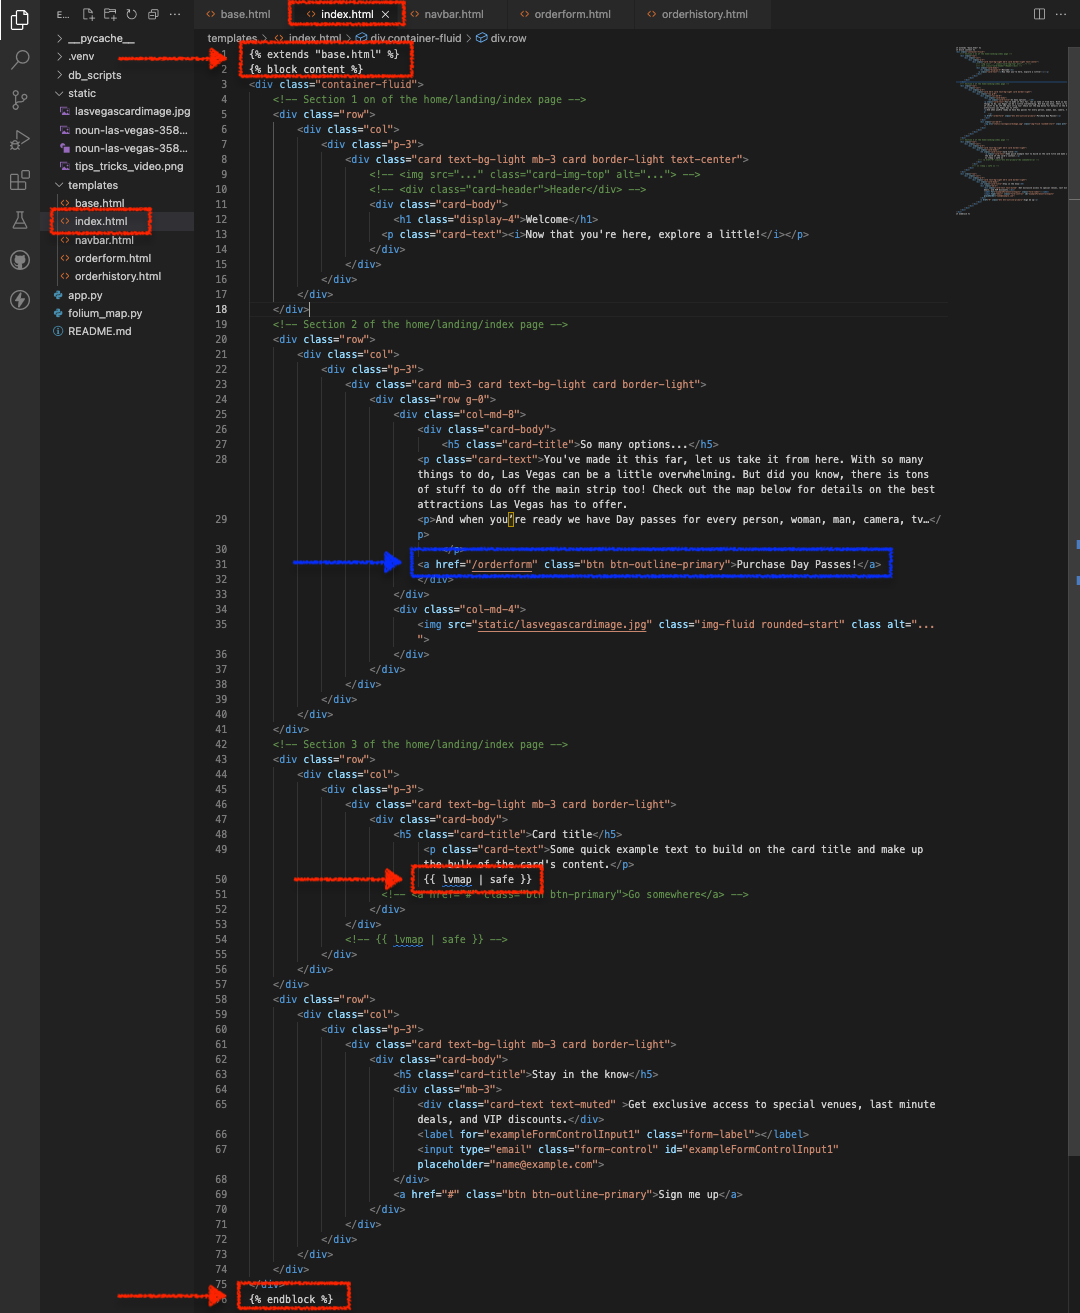 E...
base.html
index.html
navbar.html
orderform.html
orderhistory.html
__pycache__
.venv
db_scripts
static
lasvegascardimage.jpg
noun-las-vegas-358...
noun-las-vegas-358...
tips_tricks_video.png
templates
base.html
index.html
navbar.html
orderform.html
orderhistory.html
app.py
folium_map.py
README.md
templates > index.html > div.container-fluid > div.row
1 {% extends "base.html" %}
2 {% block content %}
3 <div class="container-fluid">
4 <!-- Section 1 on of the home/landing/index page -->
5 <div class="row">
6 <div class="col">
7 <div class="p-3">
8 <div class="card text-bg-light mb-3 card border-light text-center">
9 <!-- <img src="..." class="card-img-top" alt="..."> -->
10 <!-- <div class="card-header">Header</div> -->
11 <div class="card-body">
12 <h1 class="display-4">Welcome</h1>
13 <p class="card-text"><i>Now that you're here, explore a little!</i></p>
14 </div>
15 </div>
16 </div>
17 </div>
18 </div>
19 <!-- Section 2 of the home/landing/index page -->
20 <div class="row">
21 <div class="col">
22 <div class="p-3">
23 <div class="card mb-3 card text-bg-light card border-light">
24 <div class="row g-0">
25 <div class="col-md-8">
26 <div class="card-body">
27 <h5 class="card-title">So many options...</h5>
28 <p class="card-text">You've made it this far, let us take it from here. With so many
things to do, Las Vegas can be a little overwhelming. But did you know, there is tons
of stuff to do off the main strip too! Check out the map below for details on the best
attractions Las Vegas has to offer.
29 <p>And when you’re ready we have Day passes for every person, woman, man, camera, tv…</
p>
30 </p>
31 <a href="/orderform" class="btn btn-outline-primary">Purchase Day Passes!</a>
32 </div>
33 </div>
34 <div class="col-md-4">
35 <img src="static/lasvegascardimage.jpg" class="img-fluid rounded-start" class alt="...
">
36 </div>
37 </div>
38 </div>
39 </div>
40 </div>
41 </div>
42 <!-- Section 3 of the home/landing/index page -->
43 <div class="row">
44 <div class="col">
45 <div class="p-3">
46 <div class="card text-bg-light mb-3 card border-light">
47 <div class="card-body">
48 <h5 class="card-title">Card title</h5>
49 <p class="card-text">Some quick example text to build on the card title and make up
the bulk of the card's content.</p>
50 {{ lvmap | safe }}
51 <!-- <a href="#" class="btn btn-primary">Go somewhere</a> -->
52 </div>
53 </div>
54 <!-- {{ lvmap | safe }} -->
55 </div>
56 </div>
57 </div>
58 <div class="row">
59 <div class="col">
60 <div class="p-3">
61 <div class="card text-bg-light mb-3 card border-light">
62 <div class="card-body">
63 <h5 class="card-title">Stay in the know</h5>
64 <div class="mb-3">
65 <div class="card-text text-muted" >Get exclusive access to special venues, last minute
deals, and VIP discounts.</div>
66 <label for="exampleFormControlInput1" class="form-label"></label>
67 <input type="email" class="form-control" id="exampleFormControlInput1"
placeholder="name@example.com">
68 </div>
69 <a href="#" class="btn btn-outline-primary">Sign me up</a>
70 </div>
71 </div>
72 </div>
73 </div>
74 </div>
75 </div>
{% endblock %}